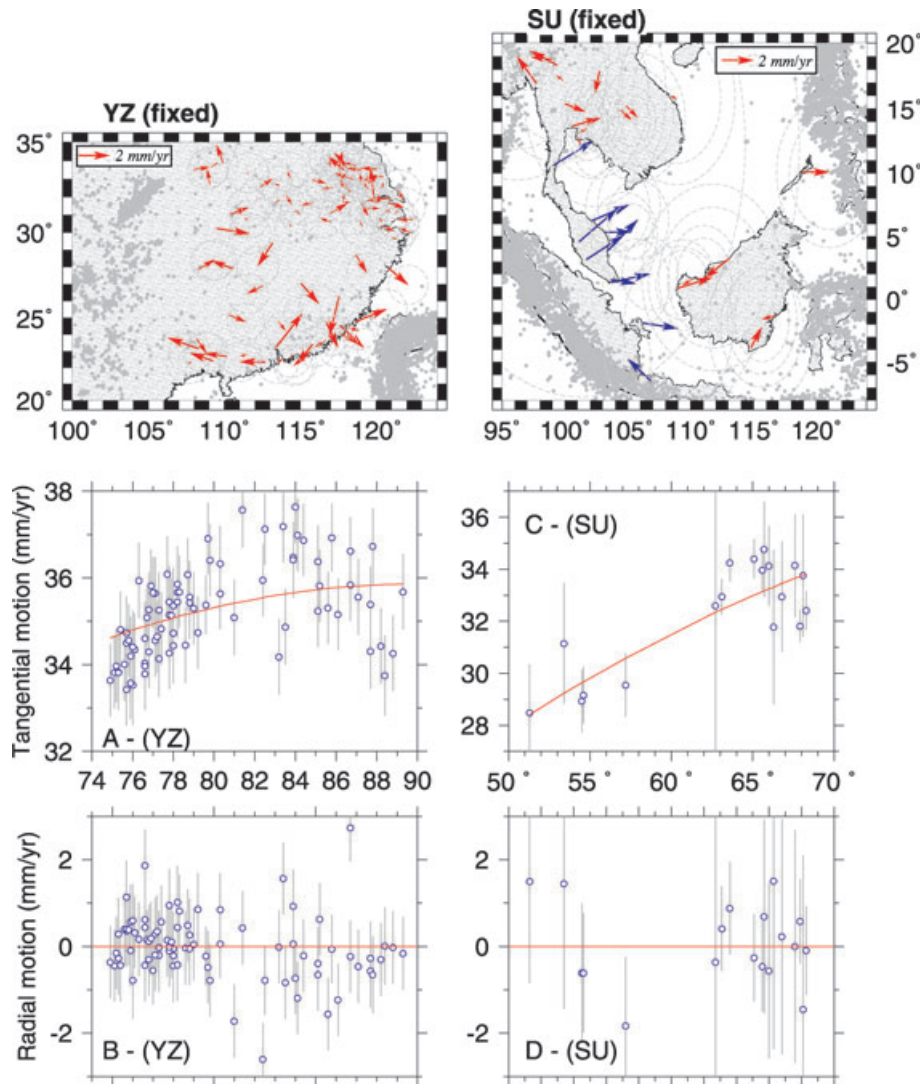 SU (fixed)
2 mm/yr
20°
15°
10°
5°
0°
-5°
95° 100° 105° 110° 115° 120°
YZ (fixed)
2 mm/yr
35°
30°
25°
20°
100° 105° 110° 115° 120°
Tangential motion (mm/yr)
38
36
34
32
A - (YZ)
74 76 78 80 82 84 86 88 90
36
34
32
30
28
C - (SU)
50° 55° 60° 65° 70°
Radial motion (mm/yr)
2
0
-2
B - (YZ)
2
0
-2
D - (SU)